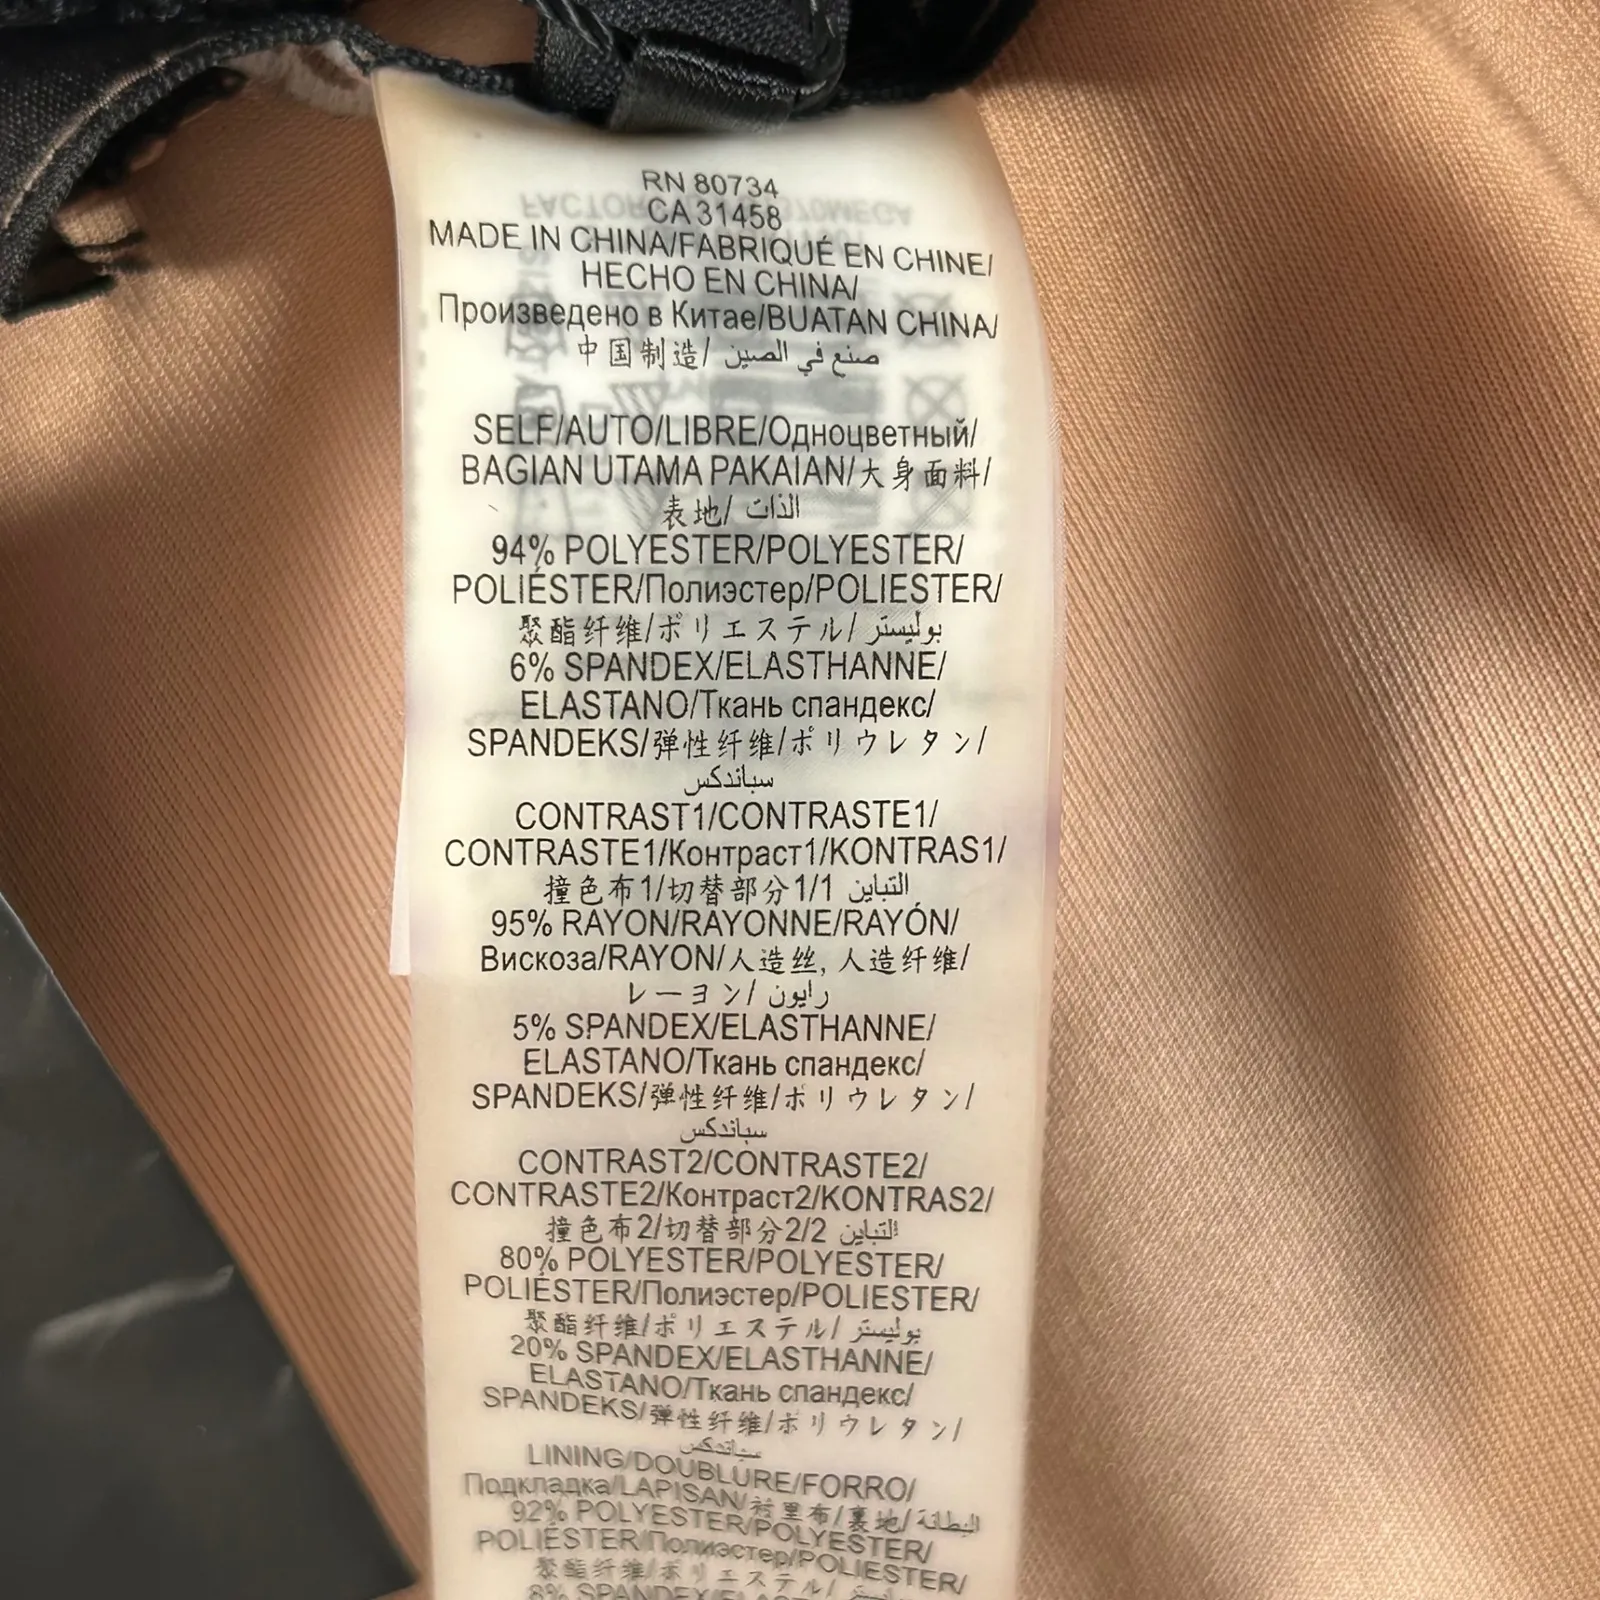 RN 80734
CA 31458
MADE IN CHINA/FABRIQUÉ EN CHINE/
HECHO EN CHINA/
Произведено в Китае/BUATAN CHINA/
中国制造/ صنع في الصين
SELF/AUTO/LIBRE/Одноцветный/
BAGIAN UTAMA PAKAIAN/大身面料/
表地/ الذات
94% POLYESTER/POLYESTER/
POLIÉSTER/Полиэстер/POLIESTER/
聚酯纤维/ポリエステル/ بوليستر
6% SPANDEX/ELASTHANNE/
ELASTANO/Ткань спандекс/
SPANDEKS/弹性纤维/ポリウレタン/
سباندكس
CONTRAST1/CONTRASTE1/
CONTRASTE1/Контраст1/KONTRAS1/
撞色布1/切替部分1/1 التباين
95% RAYON/RAYONNE/RAYÓN/
Вискоза/RAYON/人造丝, 人造纤维/
レーヨン/ رايون
5% SPANDEX/ELASTHANNE/
ELASTANO/Ткань спандекс/
SPANDEKS/弹性纤维/ポリウレタン/
سباندكس
CONTRAST2/CONTRASTE2/
CONTRASTE2/Контраст2/KONTRAS2/
撞色布2/切替部分2/2 التباين
80% POLYESTER/POLYESTER/
POLIÉSTER/Полиэстер/POLIESTER/
聚酯纤维/ポリエステル/ بوليستر
20% SPANDEX/ELASTHANNE/
ELASTANO/Ткань спандекс/
SPANDEKS/弹性纤维/ポリウレタン/
سباندكس
LINING/DOUBLURE/FORRO/
Подкладка/LAPISAN/衬里布/裏地/ البطانة
92% POLYESTER/POLYESTER/
POLIÉSTER/Полиэстер/POLIESTER/
聚酯纤维/ポリエステル/
8% SPANDEX/